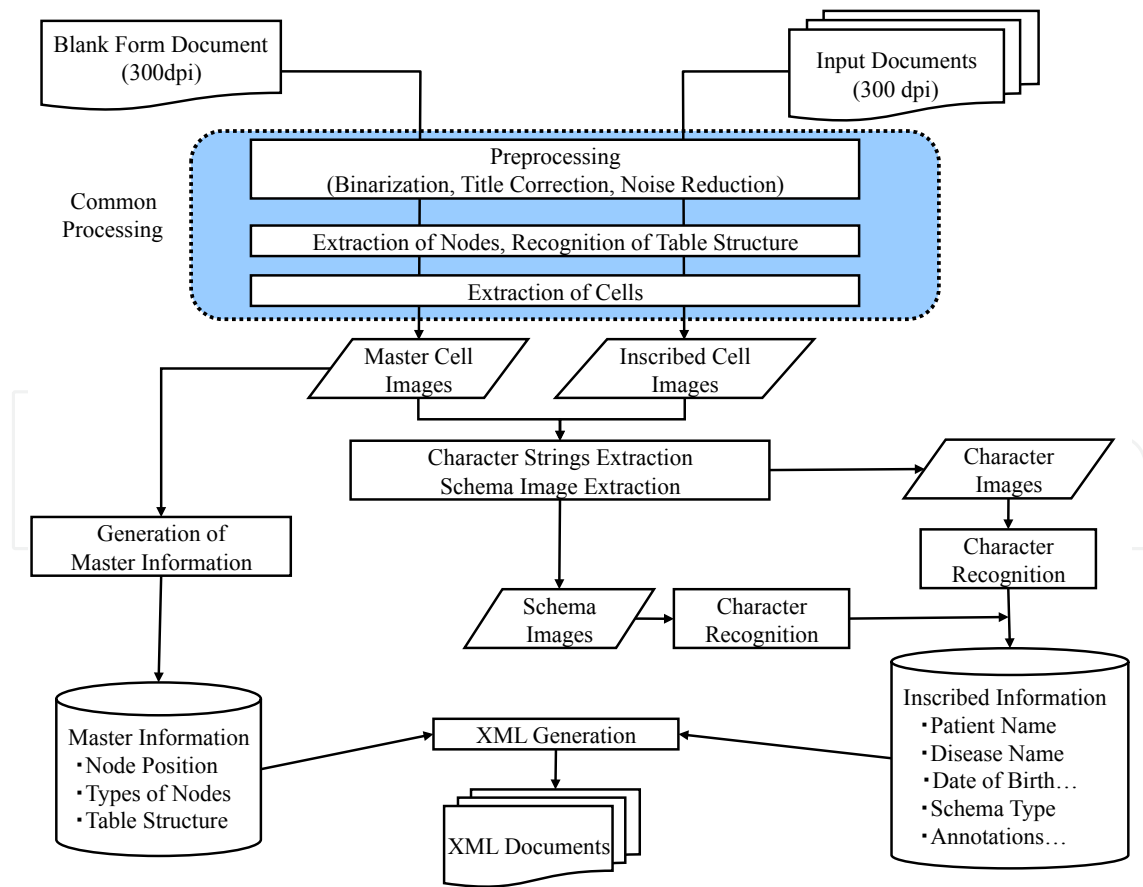 Blank Form Document
(300dpi)
Input Documents
(300 dpi)
Common
Processing
Preprocessing
(Binarization, Title Correction, Noise Reduction)
Extraction of Nodes, Recognition of Table Structure
Extraction of Cells
Master Cell
Images
Inscribed Cell
Images
Character Strings Extraction
Schema Image Extraction
Character
Images
Generation of
Master Information
Character
Recognition
Schema
Images
Character
Recognition
Master Information
・Node Position
・Types of Nodes
・Table Structure
XML Generation
XML Documents
Inscribed Information
・Patient Name
・Disease Name
・Date of Birth…
・Schema Type
・Annotations…